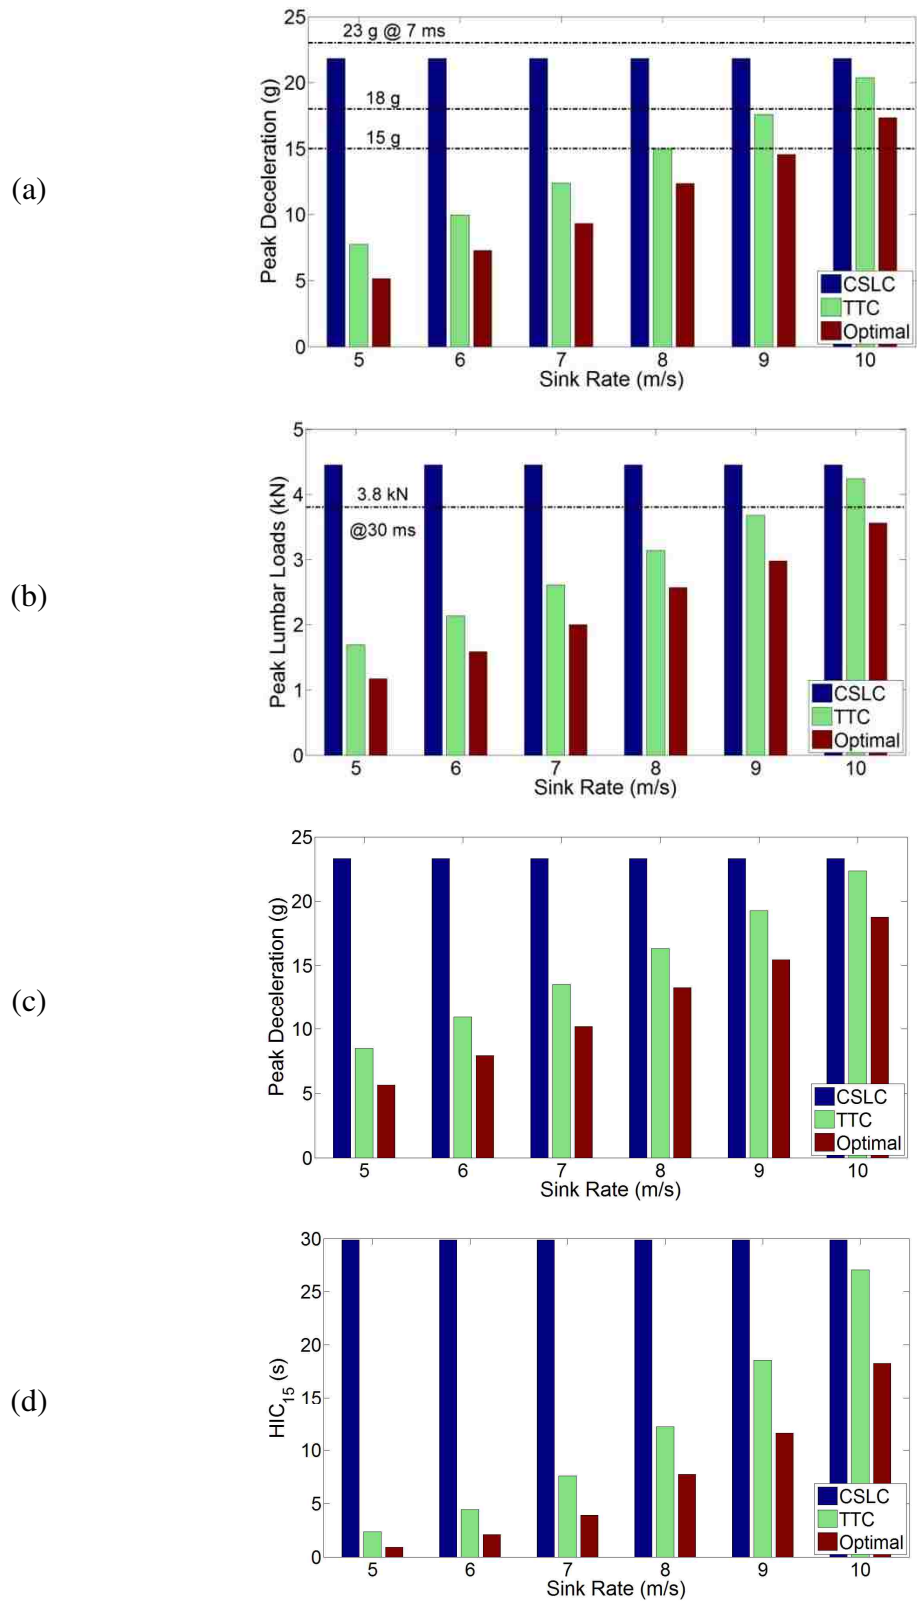 (a)
Peak Deceleration (g)
25
20
15
10
5
0
23 g @ 7 ms
18 g
15 g
CSLC
TTC
Optimal
5 6 7 8 9 10
Sink Rate (m/s)
(b)
Peak Lumbar Loads (kN)
5
4
3
2
1
0
3.8 kN
@30 ms
CSLC
TTC
Optimal
5 6 7 8 9 10
Sink Rate (m/s)
(c)
Peak Deceleration (g)
25
20
15
10
5
0
CSLC
TTC
Optimal
5 6 7 8 9 10
Sink Rate (m/s)
(d)
HIC15 (s)
30
25
20
15
10
5
0
CSLC
TTC
Optimal
5 6 7 8 9 10
Sink Rate (m/s)